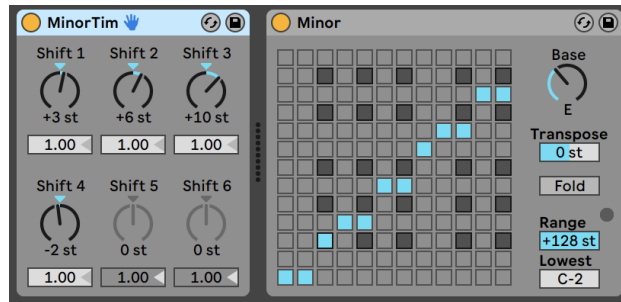 MinorTim
Shift 1 Shift 2 Shift 3
+3 st +6 st +10 st
1.00 1.00 1.00
Shift 4 Shift 5 Shift 6
-2 st 0 st 0 st
1.00 1.00 1.00
Minor
Base
E
Transpose
0 st
Fold
Range
+128 st
Lowest
C-2